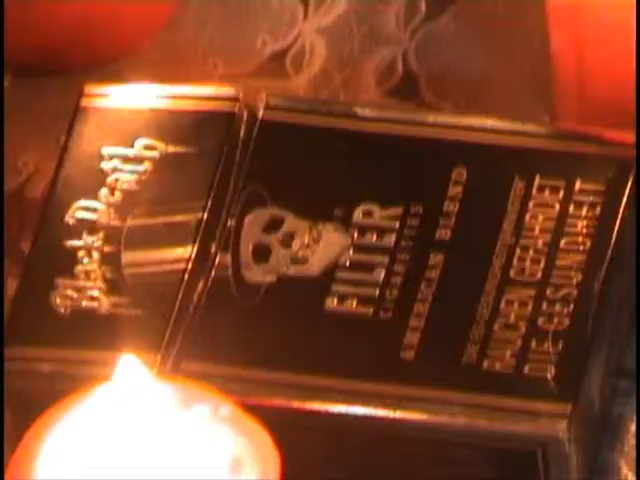 Black Death
FILTER
CIGARETTES
AMERICAN BLEND
RAUCHEN GEFÄHRDET
DIE GESUNDHEIT